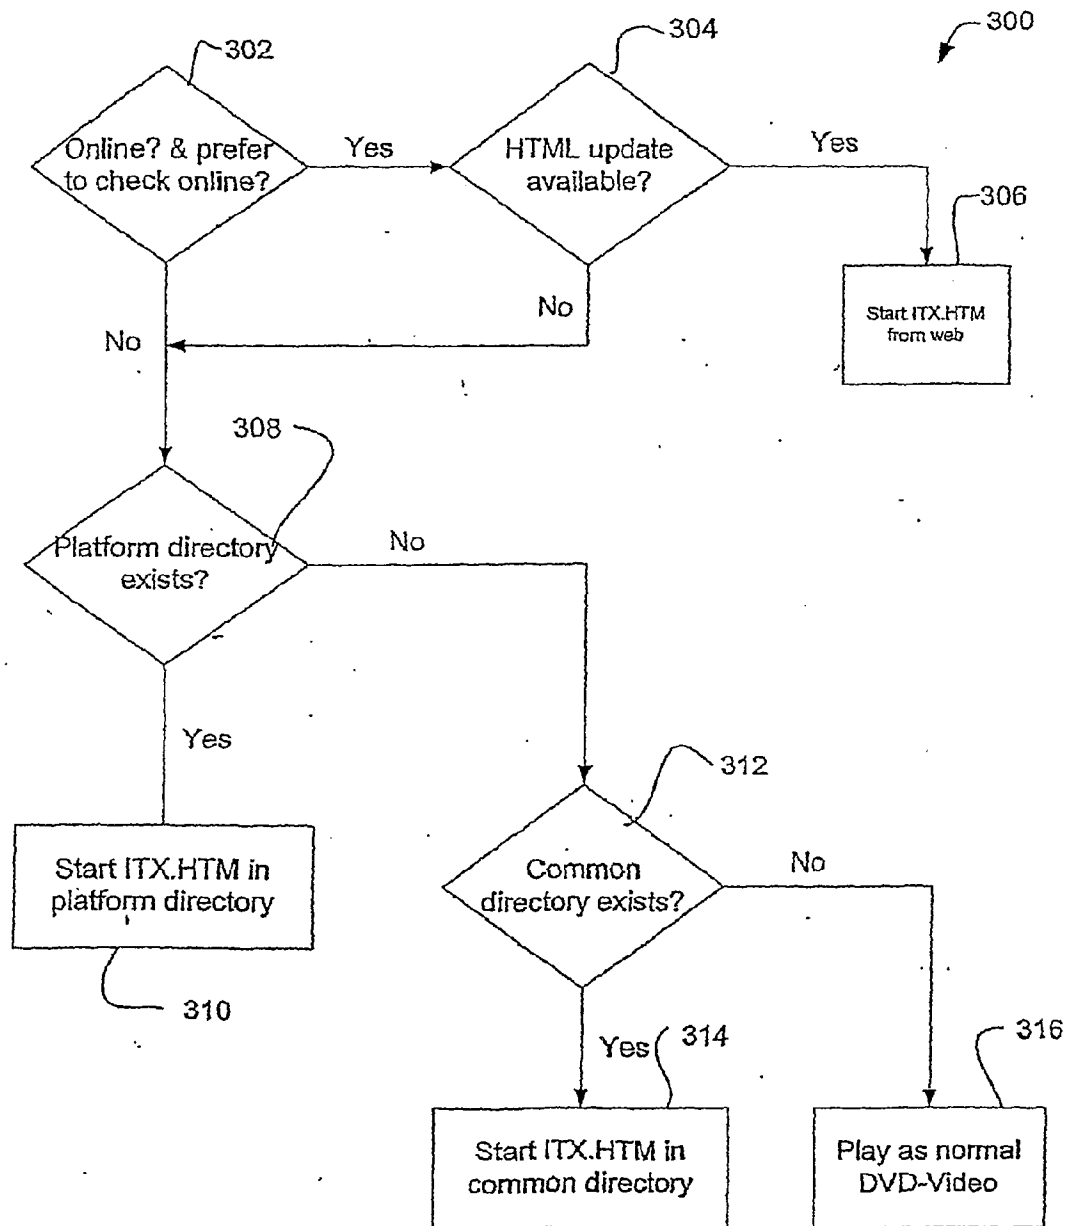 300
302
Online? & prefer
to check online?
Yes
304
HTML update
available?
Yes
306
Start ITX.HTM
from web
No
No
308
Platform directory
exists?
No
Yes
310
Start ITX.HTM in
platform directory
312
Common
directory exists?
No
Yes
314
Start ITX.HTM in
common directory
316
Play as normal
DVD-Video